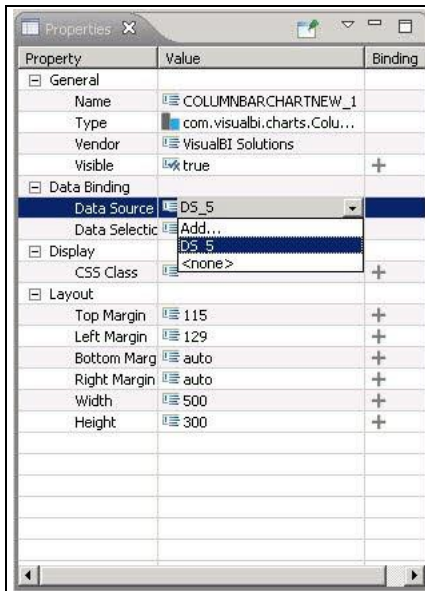 Properties
Property Value Binding
General
Name COLUMNBARCHARTNEW_1
Type com.visualbi.charts.Colu...
Vendor VisualBI Solutions
Visible true
Data Binding
Data Source DS_5
Data Selectic
Add...
DS_5
<none>
Display
CSS Class
Layout
Top Margin 115
Left Margin 129
Bottom Marg auto
Right Margin auto
Width 500
Height 300